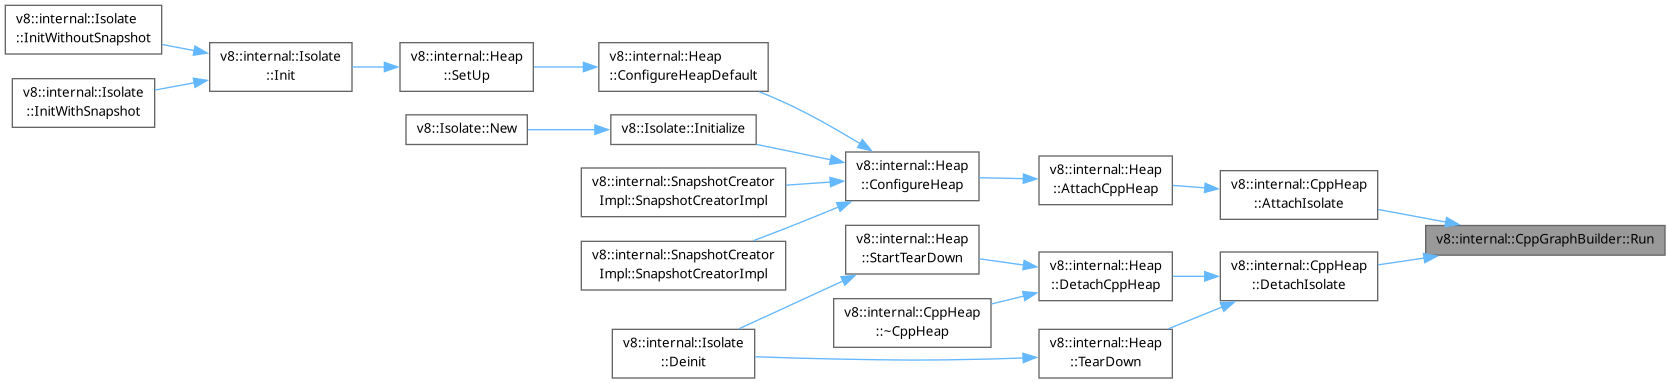 v8::internal::Isolate
::InitWithoutSnapshot
v8::internal::Isolate
::InitWithSnapshot
v8::internal::Isolate
::Init
v8::internal::Heap
::SetUp
v8::internal::Heap
::ConfigureHeapDefault
v8::Isolate::New
v8::Isolate::Initialize
v8::internal::SnapshotCreator
Impl::SnapshotCreatorImpl
v8::internal::SnapshotCreator
Impl::SnapshotCreatorImpl
v8::internal::Heap
::ConfigureHeap
v8::internal::Heap
::AttachCppHeap
v8::internal::CppHeap
::AttachIsolate
v8::internal::CppGraphBuilder::Run
v8::internal::Heap
::StartTearDown
v8::internal::Heap
::DetachCppHeap
v8::internal::CppHeap
::DetachIsolate
v8::internal::CppHeap
::~CppHeap
v8::internal::Isolate
::Deinit
v8::internal::Heap
::TearDown